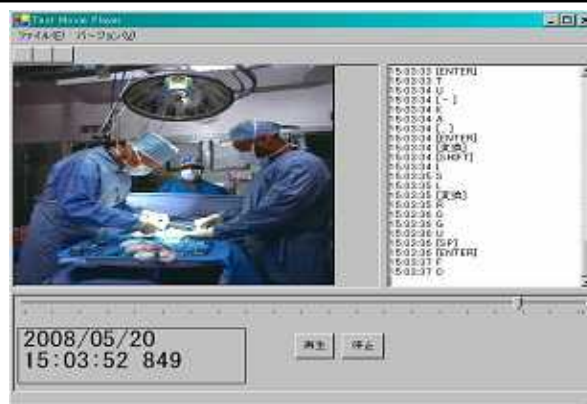 Text Movie Player
ファイル(E) バージョン(V)
15:03:33 [ENTER]
15:03:33 T
15:03:34 U
15:03:34 [-]
15:03:34 K
15:03:34 A
15:03:34 [.]
15:03:34 [ENTER]
15:03:34 [変換]
15:03:34 [SHIFT]
15:03:34 L
15:03:35 S
15:03:35 L
15:03:35 [変換]
15:03:35 R
15:03:36 O
15:03:36 G
15:03:36 U
15:03:36 [SP]
15:03:36 [ENTER]
15:03:37 F
15:03:37 O
2008/05/20
15:03:52 849
再生 停止